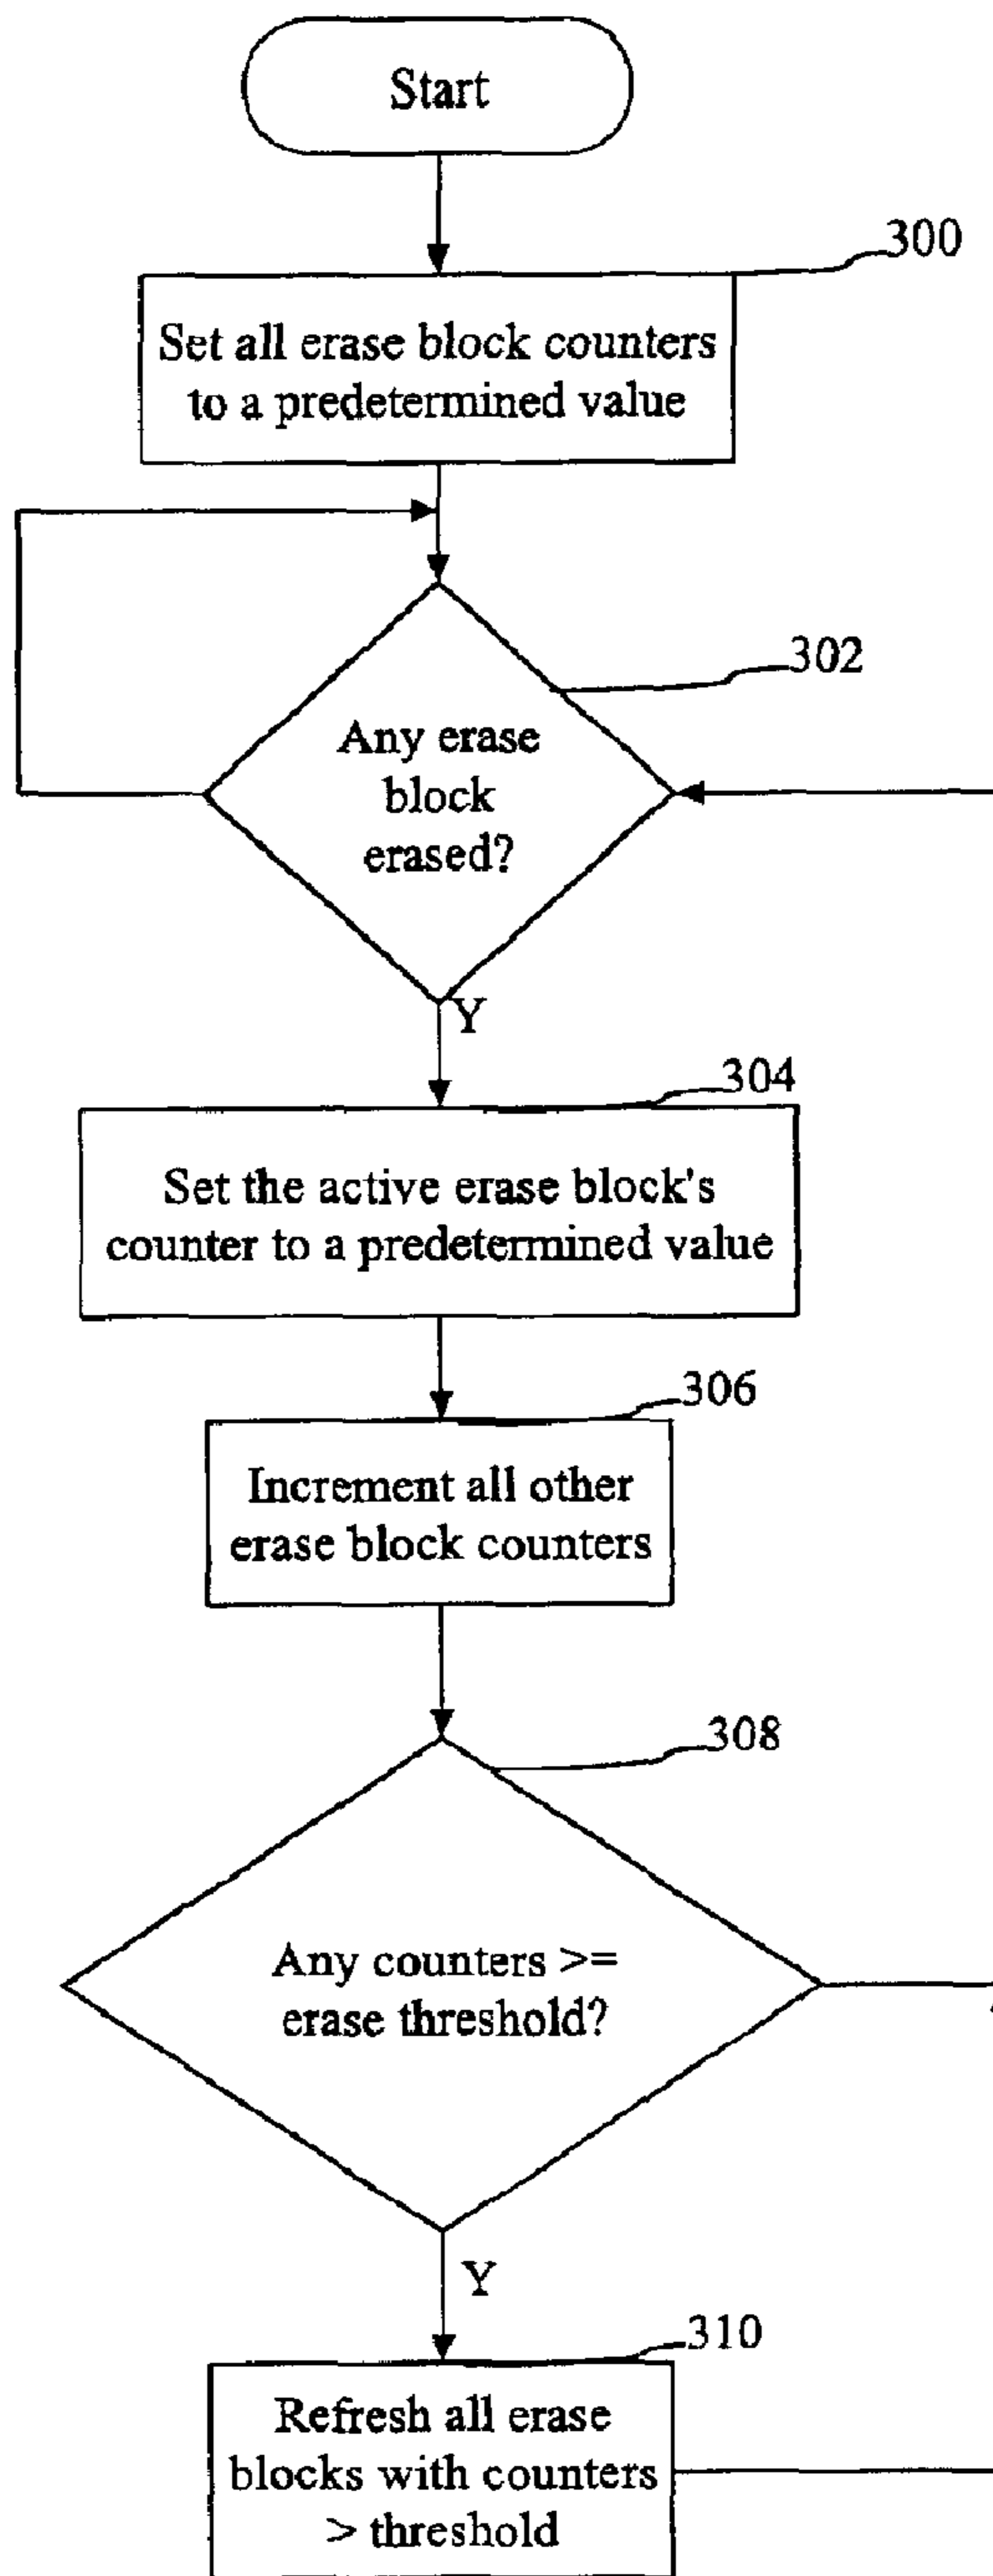 Start
300
Set all erase block counters
to a predetermined value
302
Any erase
block
erased?
Y
304
Set the active erase block's
counter to a predetermined value
306
Increment all other
erase block counters
308
Any counters >=
erase threshold?
Y
310
Refresh all erase
blocks with counters
> threshold